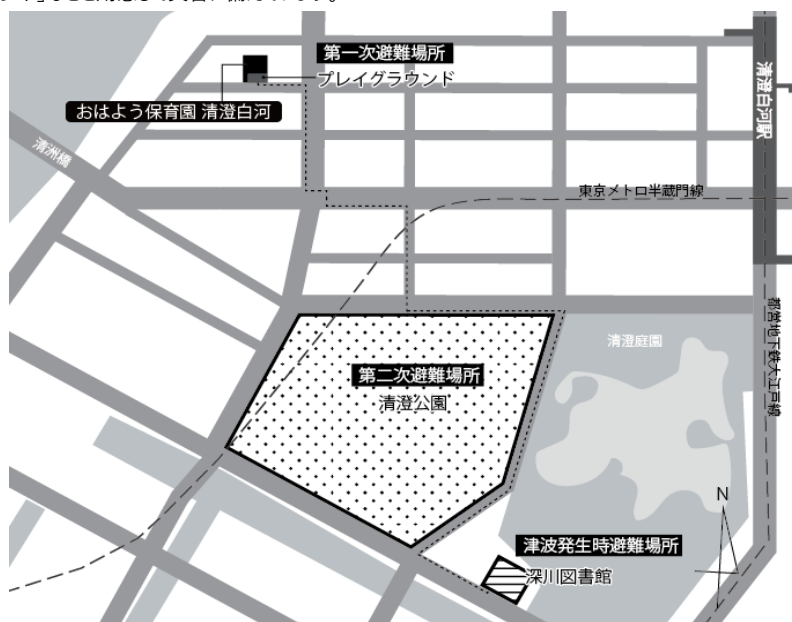 第一次避難場所
プレイグラウンド
おはよう保育園 清澄白河
清洲橋
清澄白河駅
東京メトロ半蔵門線
都営地下鉄大江戸線
清澄庭園
第二次避難場所
清澄公園
N
津波発生時避難場所
深川図書館